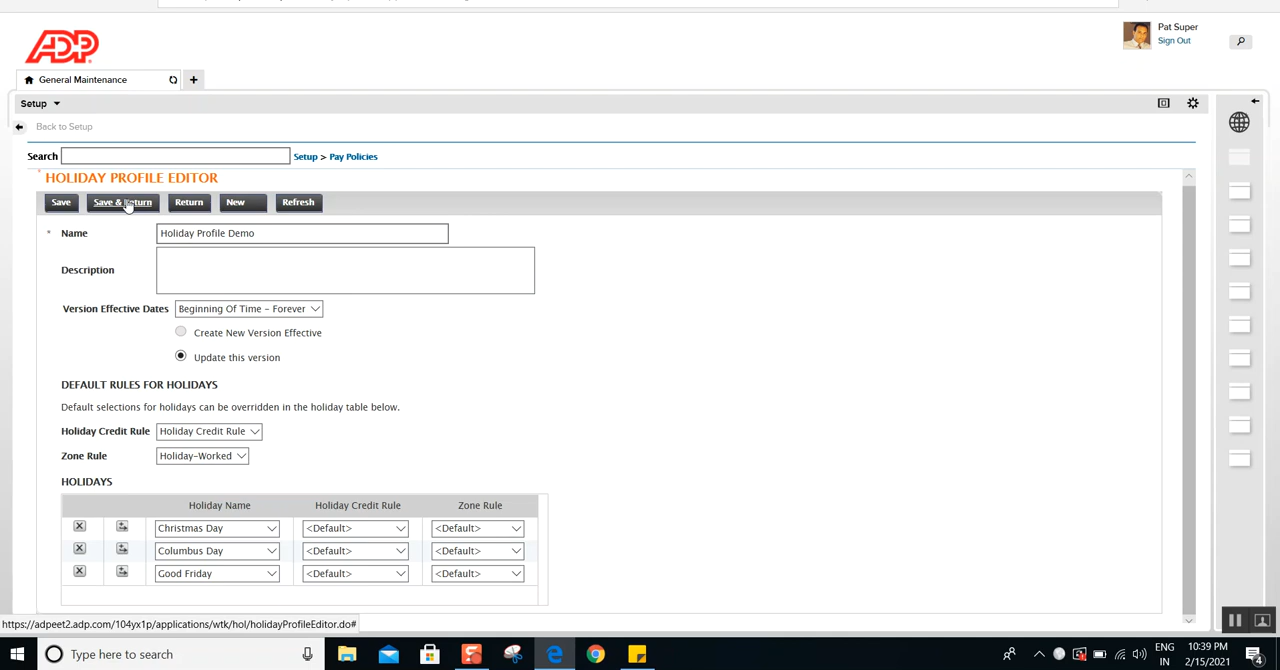 ADP
Pat Super
Sign Out
General Maintenance
Setup
Back to Setup
Search
Setup > Pay Policies
* HOLIDAY PROFILE EDITOR
Save
Save & Return
Return
New
Refresh
* Name Holiday Profile Demo
Description
Version Effective Dates Beginning Of Time - Forever
Create New Version Effective
Update this version
DEFAULT RULES FOR HOLIDAYS
Default selections for holidays can be overridden in the holiday table below.
Holiday Credit Rule Holiday Credit Rule
Zone Rule Holiday-Worked
HOLIDAYS
Holiday Name Holiday Credit Rule Zone Rule
Christmas Day <Default> <Default>
Columbus Day <Default> <Default>
Good Friday <Default> <Default>
https://adpeet2.adp.com/104yx1p/applications/wtk/hol/holidayProfileEditor.do#
Type here to search
ENG
IN
10:39 PM
2/15/2021
4